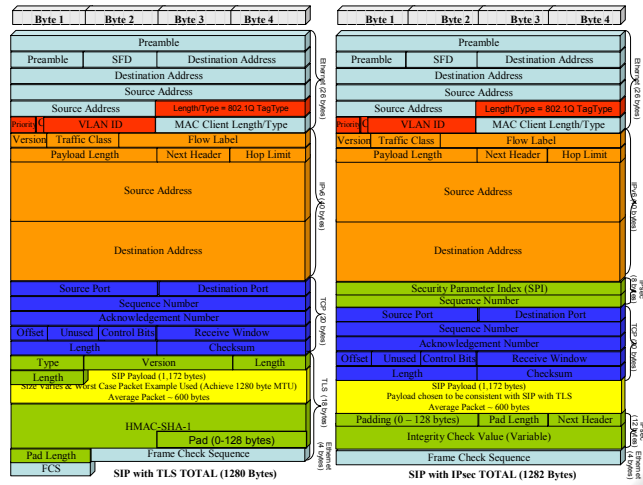 Byte 1 Byte 2 Byte 3 Byte 4
Preamble
Preamble SFD Destination Address
Destination Address
Source Address
Source Address Length/Type = 802.1Q TagType
Priority C VLAN ID MAC Client Length/Type
Version Traffic Class Flow Label
Payload Length Next Header Hop Limit
Source Address
Destination Address
Source Port Destination Port
Sequence Number
Acknowledgement Number
Offset Unused Control Bits Receive Window
Length Checksum
Type Version Length
Length SIP Payload (1,172 bytes)
Size Varies & Worst Case Packet Example Used (Achieve 1280 byte MTU)
Average Packet ~ 600 bytes
HMAC-SHA-1
Pad (0-128 bytes)
Pad Length Frame Check Sequence
FCS
SIP with TLS TOTAL (1280 Bytes)
Ethernet (26 bytes)
IPv6 (40 bytes)
TCP (20 bytes)
TLS (18 bytes)
Ethernet (4 bytes)
Byte 1 Byte 2 Byte 3 Byte 4
Preamble
Preamble SFD Destination Address
Destination Address
Source Address
Source Address Length/Type = 802.1Q TagType
Priority C VLAN ID MAC Client Length/Type
Version Traffic Class Flow Label
Payload Length Next Header Hop Limit
Source Address
Destination Address
Security Parameter Index (SPI)
Sequence Number
Source Port Destination Port
Sequence Number
Acknowledgement Number
Offset Unused Control Bits Receive Window
Length Checksum
SIP Payload (1,172 bytes)
Payload chosen to be consistent with SIP with TLS
Average Packet ~ 600 bytes
Padding (0 – 128 bytes) Pad Length Next Header
Integrity Check Value (Variable)
Frame Check Sequence
SIP with IPsec TOTAL (1282 Bytes)
Ethernet (26 bytes)
IPv6 (40 bytes)
IPsec (8 bytes)
TCP (20 bytes)
(12 bytes)
Ethernet (4 bytes)